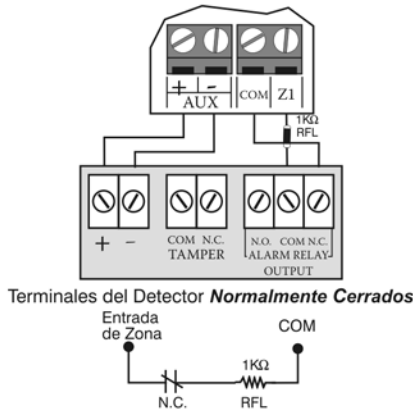 + -
AUX
COM Z1
1KΩ
RFL
+ -
COM N.C.
TAMPER
N.O. COM N.C.
ALARM RELAY
OUTPUT
Terminales del Detector Normalmente Cerrados
Entrada
de Zona
COM
1KΩ
N.C. RFL